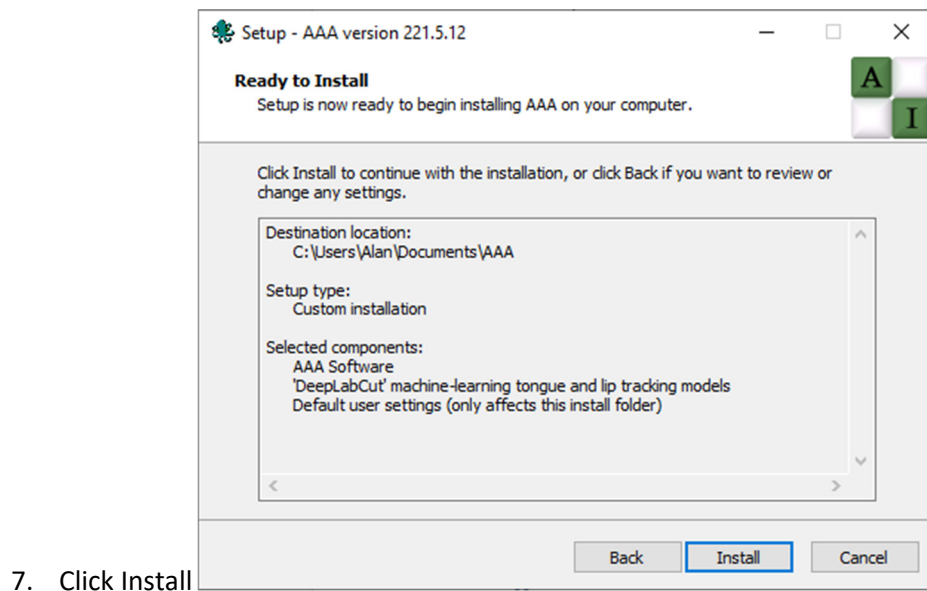 Setup - AAA version 221.5.12
Ready to Install
Setup is now ready to begin installing AAA on your computer.
A
I
Click Install to continue with the installation, or click Back if you want to review or
change any settings.
Destination location:
C:\Users\Alan\Documents\AAA
Setup type:
Custom installation
Selected components:
AAA Software
'DeepLabCut' machine-learning tongue and lip tracking models
Default user settings (only affects this install folder)
Back Install Cancel
7. Click Install